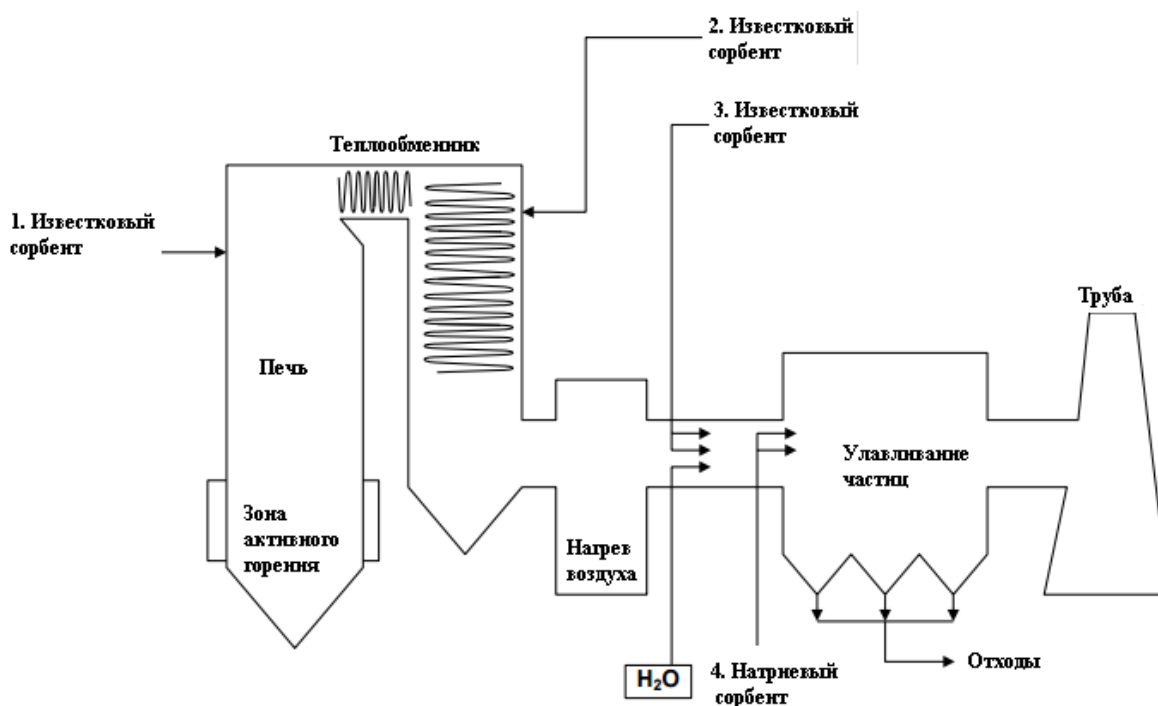 2. Известковый
сорбент
3. Известковый
сорбент
Теплообменник
1. Известковый
сорбент
Труба
Печь
Улавливание
частиц
Зона
активного
горения
Нагрев
воздуха
H₂O
4. Натриевый
сорбент
Отходы